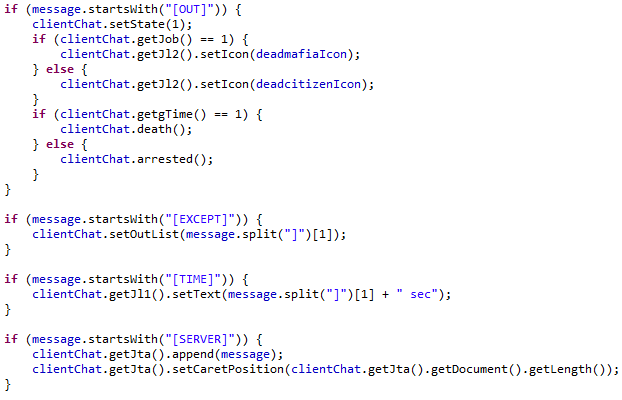 if (message.startsWith("[OUT]")) {
    clientChat.setState(1);
    if (clientChat.getJob() == 1) {
        clientChat.getJl2().setIcon(deadmafiaIcon);
    } else {
        clientChat.getJl2().setIcon(deadcitizenIcon);
    }
    if (clientChat.getgTime() == 1) {
        clientChat.death();
    } else {
        clientChat.arrested();
    }
}

if (message.startsWith("[EXCEPT]")) {
    clientChat.setOutList(message.split("]")[1]);
}

if (message.startsWith("[TIME]")) {
    clientChat.getJl1().setText(message.split("]")[1] + " sec");
}

if (message.startsWith("[SERVER]")) {
    clientChat.getJta().append(message);
    clientChat.getJta().setCaretPosition(clientChat.getJta().getDocument().getLength());
}